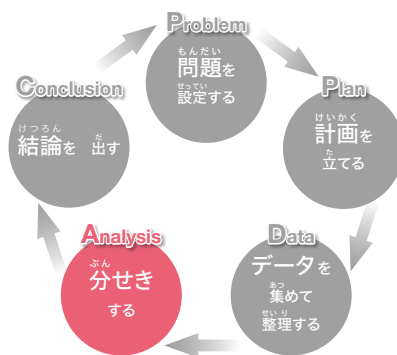 Problem
もんだい
問題を
せってい
設定する
Plan
けいかく
計画を
た
立てる
Data
データを
あつ
集めて
せいり
整理する
Analysis
ぶん
分せき
する
Conclusion
けつろん だ
結論を 出す